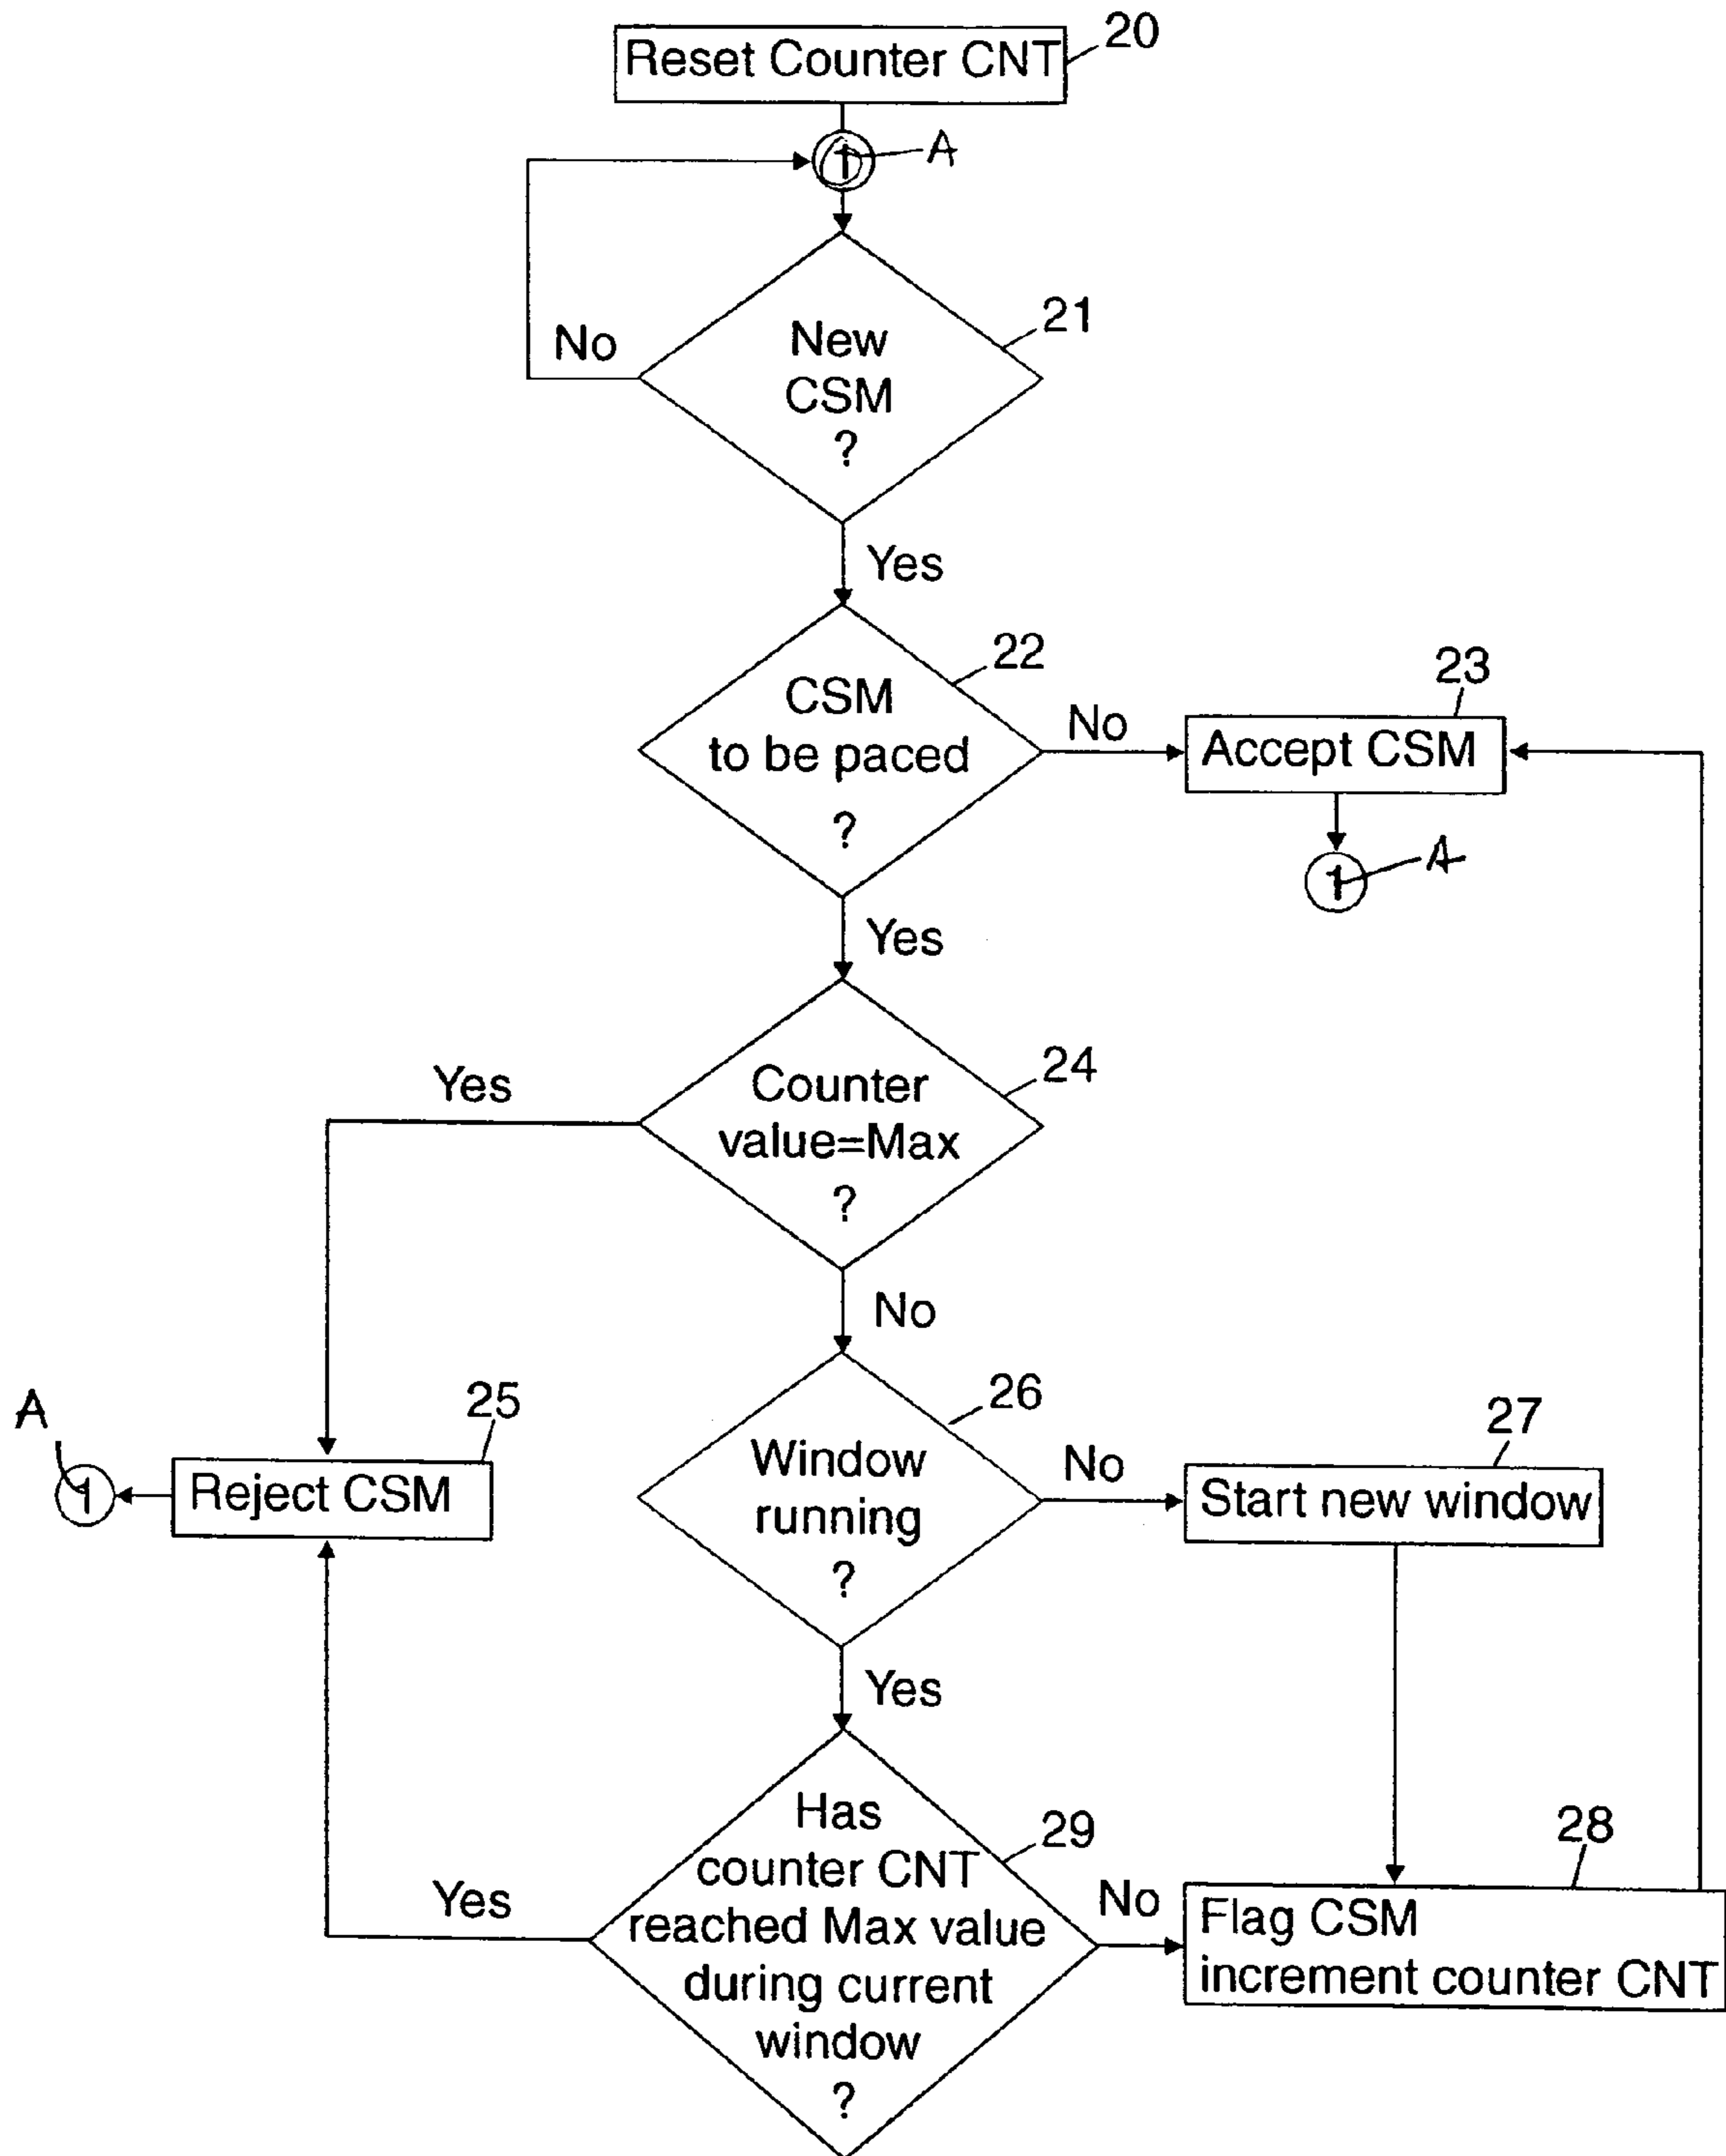 Reset Counter CNT
20
1
A
New
CSM
?
21
No
Yes
CSM
to be paced
?
22
No
23
Accept CSM
1
A
Yes
Counter
value=Max
?
24
Yes
No
Window
running
?
26
No
27
Start new window
A
1
25
Reject CSM
Yes
Has
counter CNT
reached Max value
during current
window
?
29
Yes
No
28
Flag CSM
increment counter CNT